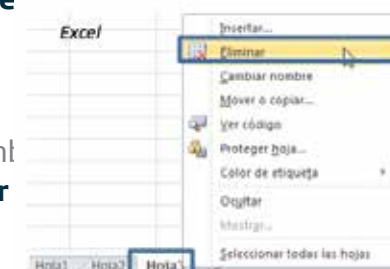 e
Excel
Insertar...
Eliminar
Cambiar nombre
Mover o copiar...
Ver código
Proteger hoja...
Color de etiqueta
Ocultar
Mostrar...
r
Seleccionar todas las hojas
Hoja1 Hoja2 Hoja3